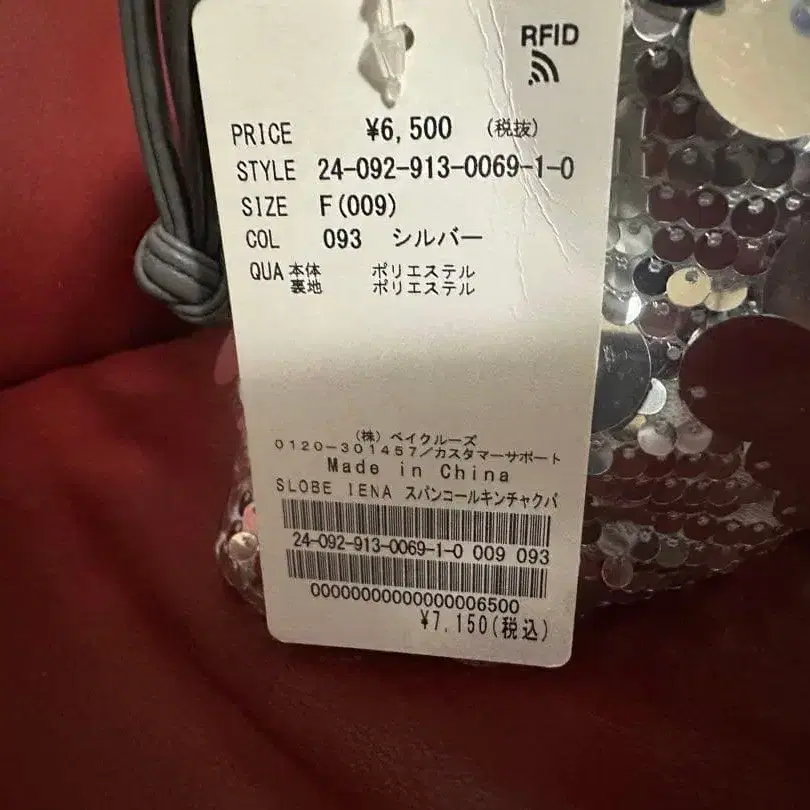 RFID
PRICE ¥6,500 (税抜)
STYLE 24-092-913-0069-1-0
SIZE F(009)
COL 093 シルバー
QUA 本体 ポリエステル
裏地 ポリエステル
(株) ベイクルーズ
0120-301457/カスタマーサポート
Made in China
SLOBE IENA スパンコールキンチャクバ
24-092-913-0069-1-0 009 093
00000000000000006500
¥7,150(税込)